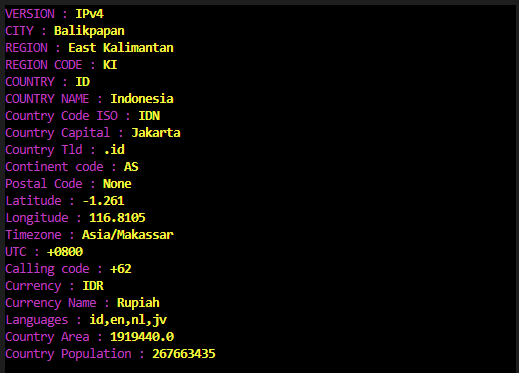 VERSION : IPv4
CITY : Balikpapan
REGION : East Kalimantan
REGION CODE : KI
COUNTRY : ID
COUNTRY NAME : Indonesia
Country Code ISO : IDN
Country Capital : Jakarta
Country Tld : .id
Continent code : AS
Postal Code : None
Latitude : -1.261
Longitude : 116.8105
Timezone : Asia/Makassar
UTC : +0800
Calling code : +62
Currency : IDR
Currency Name : Rupiah
Languages : id,en,nl,jv
Country Area : 1919440.0
Country Population : 267663435